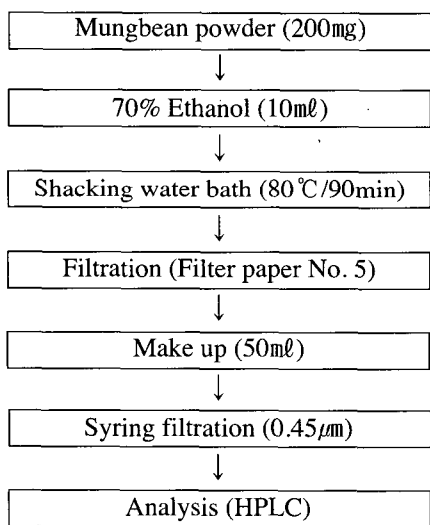 Mungbean powder (200mg)
↓
70% Ethanol (10mℓ)
↓
Shacking water bath (80℃/90min)
↓
Filtration (Filter paper No. 5)
↓
Make up (50mℓ)
↓
Syring filtration (0.45μm)
↓
Analysis (HPLC)